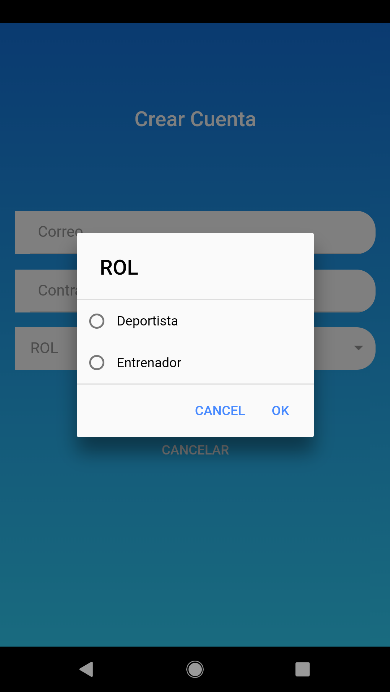 Crear Cuenta
Correo
Contra
ROL
ROL
Deportista
Entrenador
CANCEL OK
CANCELAR